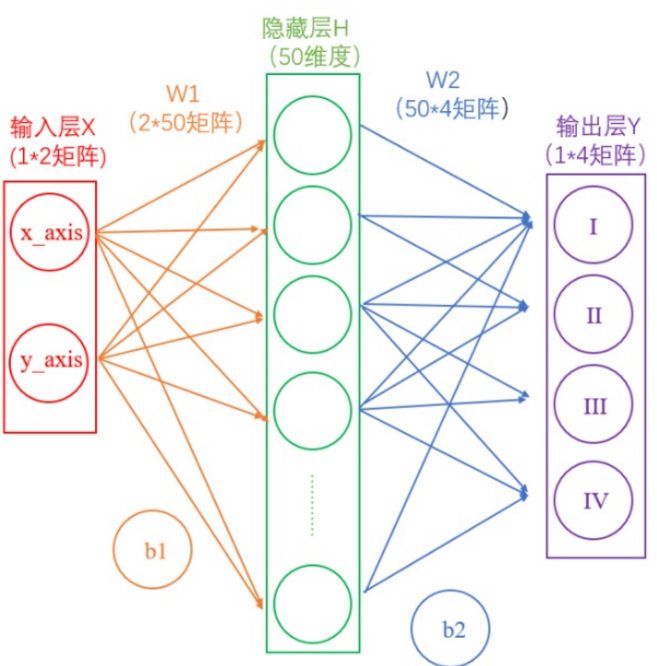 隐藏层H
（50维度）
W1
（2*50矩阵）
W2
（50*4矩阵）
输入层X
(1*2矩阵)
输出层Y
(1*4矩阵)
x_axis
y_axis
I
II
III
IV
b1
b2